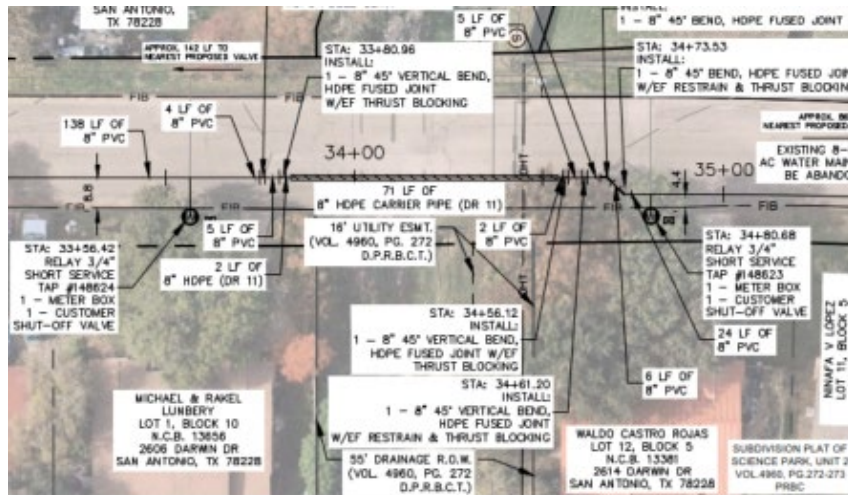 SAN ANTONIO,
TX 78228
APPROX. 142 LF TO
NEAREST PROPOSED VALVE
STA: 33+80.96
INSTALL:
1 - 8" 45° VERTICAL BEND,
HDPE FUSED JOINT
W/EF THRUST BLOCKING
5 LF OF
8" PVC
INSTALL:
1 - 8" 45° BEND, HDPE FUSED JOINT
STA: 34+73.53
INSTALL:
1 - 8" 45° BEND, HDPE FUSED
W/EF RESTRAIN & THRUST BLOCKING
APPROX.
NEAREST PROPOSED
EXISTING 8-
AC WATER MAIN
BE
FIB
FIB
138 LF OF
8" PVC
4 LF OF
8" PVC
34+00
35+00
8.8
4.4
71 LF OF
8" HDPE CARRIER PIPE (DR 11)
FIB
FIB
FIB
OHT
OHT
STA: 33+56.42
RELAY 3/4"
SHORT SERVICE
TAP #148624
1 - METER BOX
1 - CUSTOMER
SHUT-OFF VALVE
5 LF OF
8" PVC
2 LF OF
8" HDPE (DR 11)
16' UTILITY ESMT.
(VOL. 4960, PG. 272
D.P.R.B.C.T.)
2 LF OF
8" PVC
STA: 34+80.68
RELAY 3/4"
SHORT SERVICE
TAP #148623
1 - METER BOX
1 - CUSTOMER
SHUT-OFF VALVE
24 LF OF
8" PVC
6 LF OF
8" PVC
STA: 34+56.12
INSTALL:
1 - 8" 45° VERTICAL BEND,
HDPE FUSED JOINT W/EF
THRUST BLOCKING
STA: 34+61.20
INSTALL:
1 - 8" 45° VERTICAL BEND,
HDPE FUSED JOINT
W/EF RESTRAIN & THRUST BLOCKING
MICHAEL & RAKEL
LUNBERY
LOT 1, BLOCK 10
N.C.B. 13656
2606 DARWIN DR
SAN ANTONIO, TX 78228
55' DRAINAGE R.O.W.
(VOL. 4960, PG. 272
D.P.R.B.C.T.)
WALDO CASTRO ROJAS
LOT 12, BLOCK 5
N.C.B. 13381
2614 DARWIN DR
SAN ANTONIO, TX 78228
NINAFA V LOPEZ
LOT 11, BLOCK 5
SUBDIVISION PLAT OF
SCIENCE PARK, UNIT 2
VOL.4960, PG.272-273
PRBC